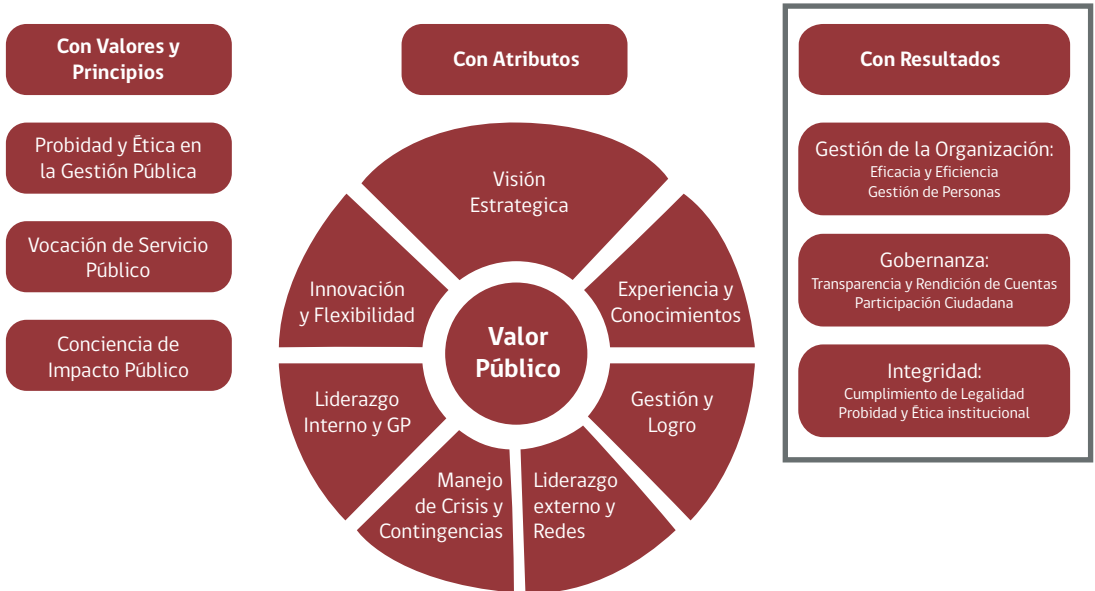 Con Valores y
Principios
Probidad y Ética en
la Gestión Pública
Vocación de Servicio
Público
Conciencia de
Impacto Público
Con Atributos
Visión
Estrategica
Innovación
y Flexibilidad
Experiencia y
Conocimientos
Valor
Público
Liderazgo
Interno y GP
Gestión y
Logro
Manejo
de Crisis y
Contingencias
Liderazgo
externo y
Redes
Con Resultados
Gestión de la Organización:
Eficacia y Eficiencia
Gestión de Personas
Gobernanza:
Transparencia y Rendición de Cuentas
Participación Ciudadana
Integridad:
Cumplimiento de Legalidad
Probidad y Ética institucional